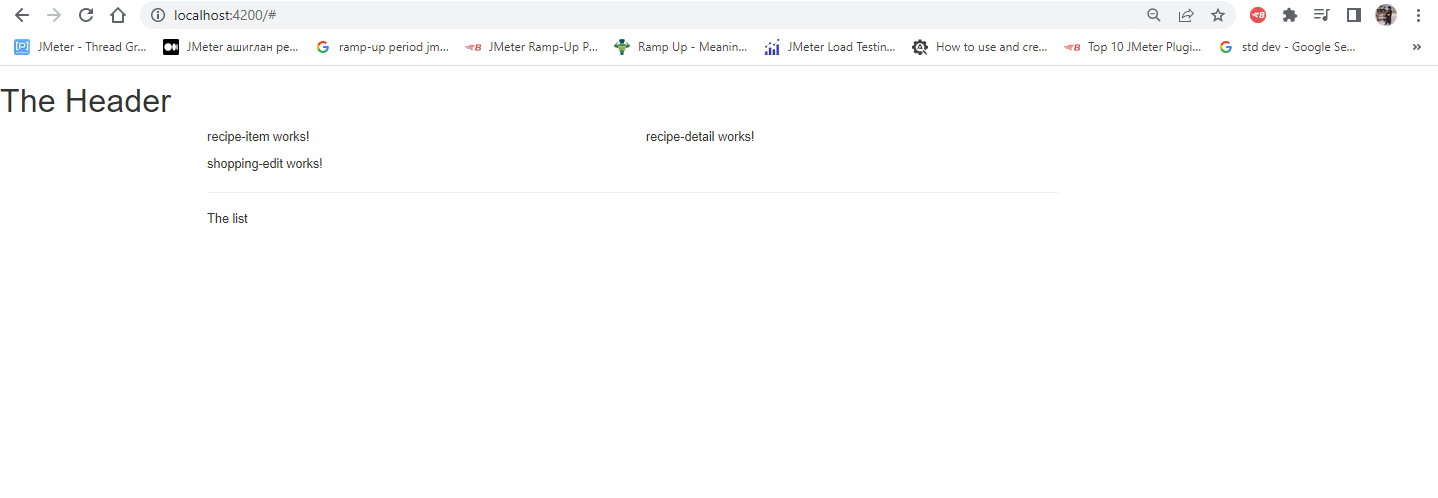 localhost:4200/#
JMeter - Thread Gr... JMeter ашиглан ре... ramp-up period jm... JMeter Ramp-Up P... Ramp Up - Meanin... JMeter Load Testin... How to use and cre... Top 10 JMeter Plugi... std dev - Google Se... »
The Header
recipe-item works! recipe-detail works!
shopping-edit works!
The list